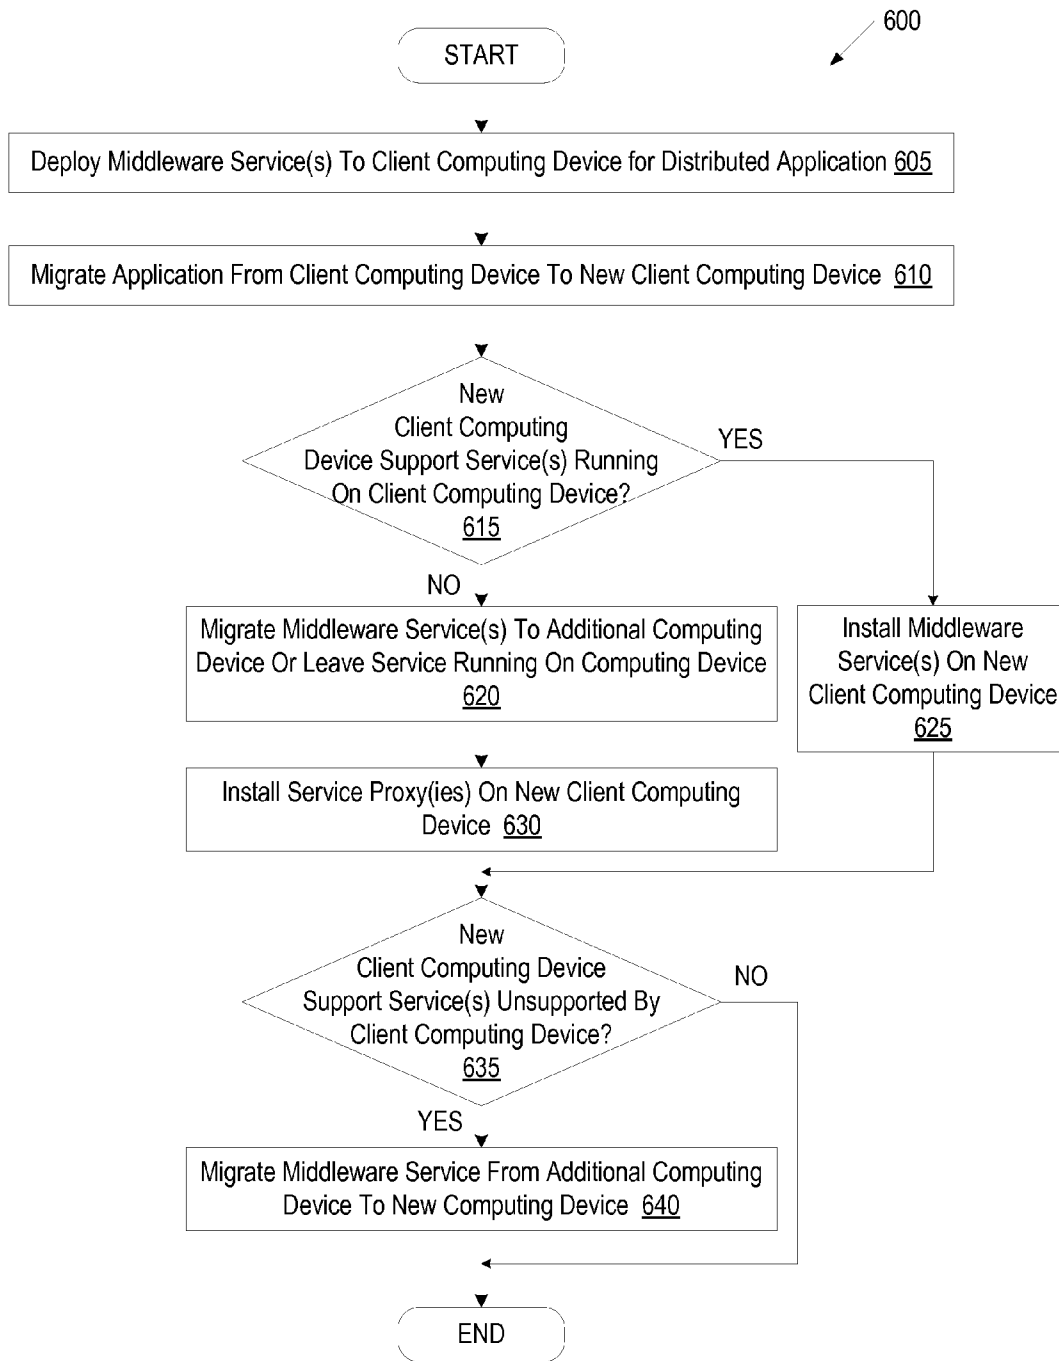 600
START
Deploy Middleware Service(s) To Client Computing Device for Distributed Application 605
Migrate Application From Client Computing Device To New Client Computing Device 610
New
Client Computing
Device Support Service(s) Running
On Client Computing Device?
615
YES
NO
Migrate Middleware Service(s) To Additional Computing
Device Or Leave Service Running On Computing Device
620
Install Middleware
Service(s) On New
Client Computing Device
625
Install Service Proxy(ies) On New Client Computing
Device 630
New
Client Computing Device
Support Service(s) Unsupported By
Client Computing Device?
635
NO
YES
Migrate Middleware Service From Additional Computing
Device To New Computing Device 640
END